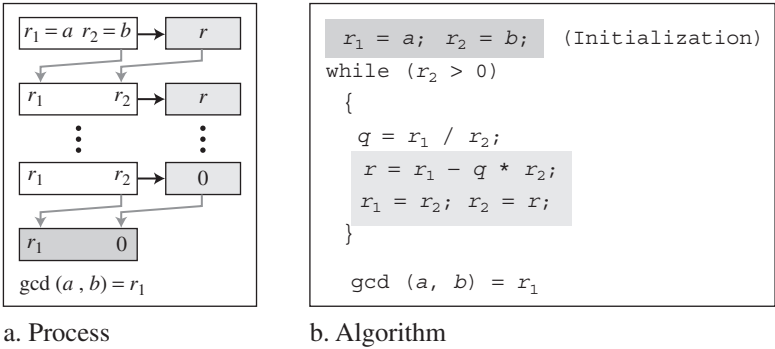 r₁ = a r₂ = b r
r₁ r₂ r
r₁ r₂ 0
r₁ 0
gcd (a , b) = r₁
a. Process
r₁ = a; r₂ = b; (Initialization)
while (r₂ > 0)
{
q = r₁ / r₂;
r = r₁ − q * r₂;
r₁ = r₂; r₂ = r;
}
gcd (a, b) = r₁
b. Algorithm